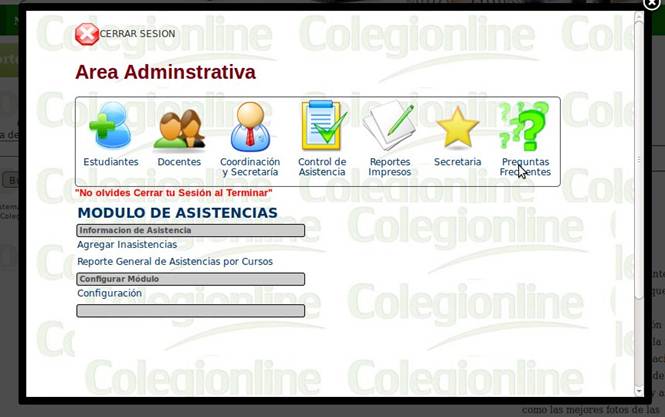 CERRAR SESION
Area Adminstrativa
Estudiantes
Docentes
Coordinación
y Secretaría
Control de
Asistencia
Reportes
Impresos
Secretaria
Preguntas
Frecuentes
"No olvides Cerrar tu Sesión al Terminar"
MODULO DE ASISTENCIAS
Informacion de Asistencia
Agregar Inasistencias
Reporte General de Asistencias por Cursos
Configurar Módulo
Configuración
Colegionline
Colegionline
Colegionline
Colegionline
como las mejores fotos de las